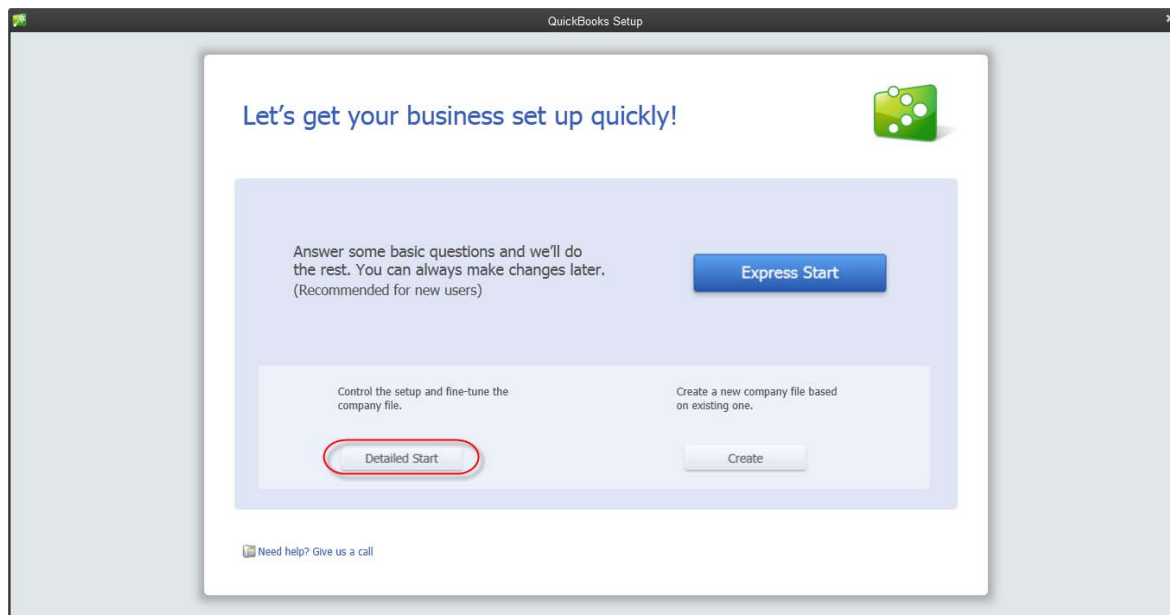 QuickBooks Setup
Let's get your business set up quickly!
Answer some basic questions and we'll do
the rest. You can always make changes later.
(Recommended for new users)
Express Start
Control the setup and fine-tune the
company file.
Create a new company file based
on existing one.
Detailed Start
Create
Need help? Give us a call